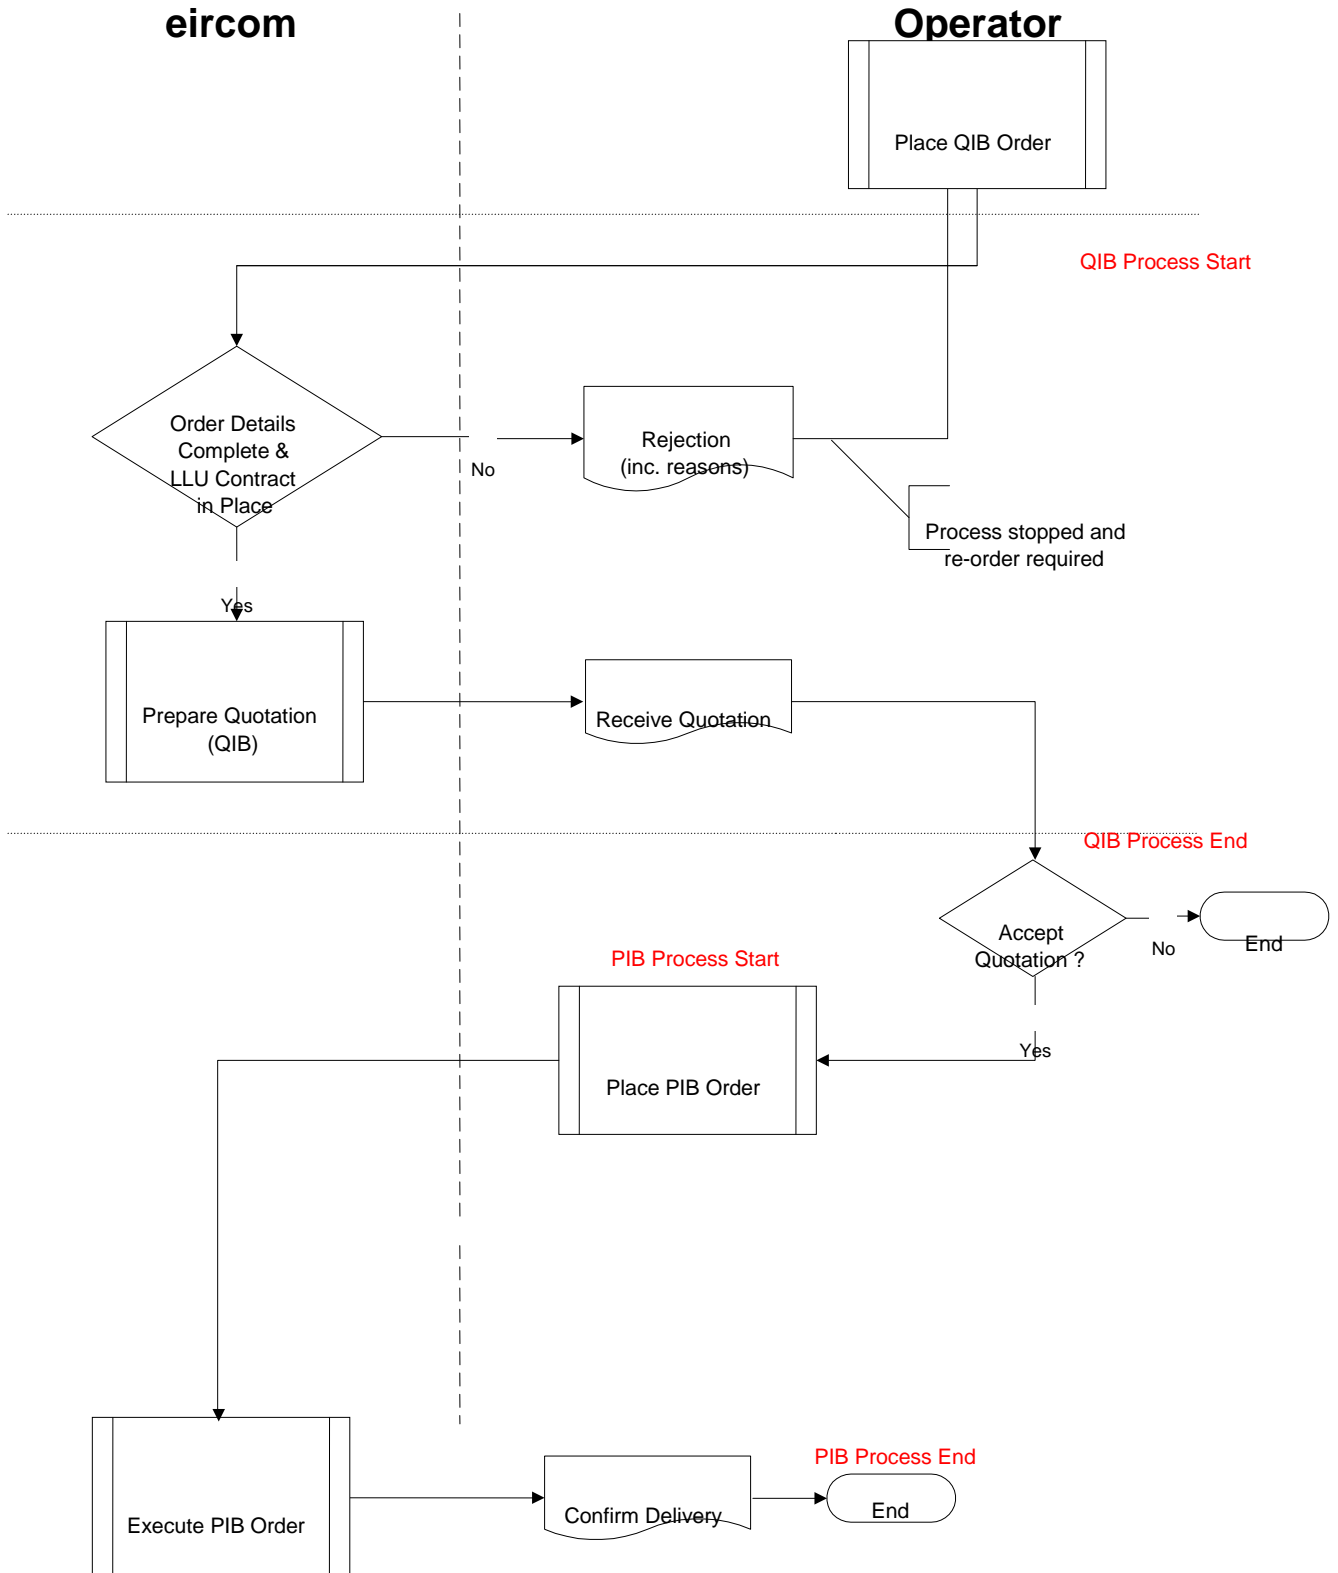 eircom
Operator
Place QIB Order
QIB Process Start
Order Details
Complete &
LLU Contract
in Place
No
Rejection
(inc. reasons)
Process stopped and
re-order required
Yes
Prepare Quotation
(QIB)
Receive Quotation
QIB Process End
Accept
Quotation ?
No
End
PIB Process Start
Yes
Place PIB Order
PIB Process End
Execute PIB Order
Confirm Delivery
End